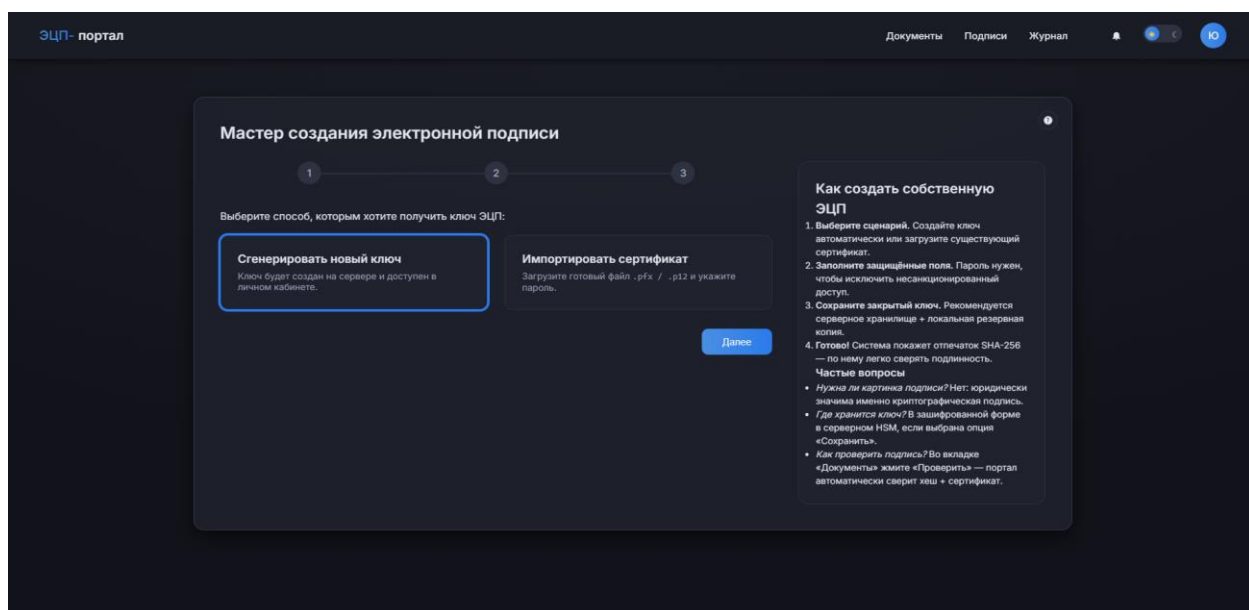 ЭЦП- портал
Документы Подписи Журнал
Ю
Мастер создания электронной подписи
1 2 3
Выберите способ, которым хотите получить ключ ЭЦП:
Сгенерировать новый ключ
Ключ будет создан на сервере и доступен в
личном кабинете.
Импортировать сертификат
Загрузите готовый файл .pfx / .p12 и укажите
пароль.
Далее
Как создать собственную
ЭЦП
1. Выберите сценарий. Создайте ключ
автоматически или загрузите существующий
сертификат.
2. Заполните защищённые поля. Пароль нужен,
чтобы исключить несанкционированный
доступ.
3. Сохраните закрытый ключ. Рекомендуется
серверное хранилище + локальная резервная
копия.
4. Готово! Система покажет отпечаток SHA-256
— по нему легко сверять подлинность.
Частые вопросы
• Нужна ли картинка подписи? Нет: юридически
значима именно криптографическая подпись.
• Где хранится ключ? В зашифрованной форме
в серверном HSM, если выбрана опция
«Сохранить».
• Как проверить подпись? Во вкладке
«Документы» жмите «Проверить» — портал
автоматически сверит хеш + сертификат.